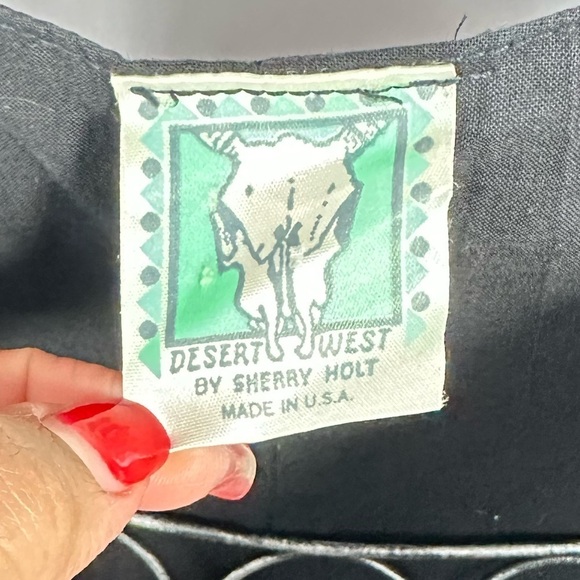 DESERT WEST
BY SHERRY HOLT
MADE IN U.S.A.